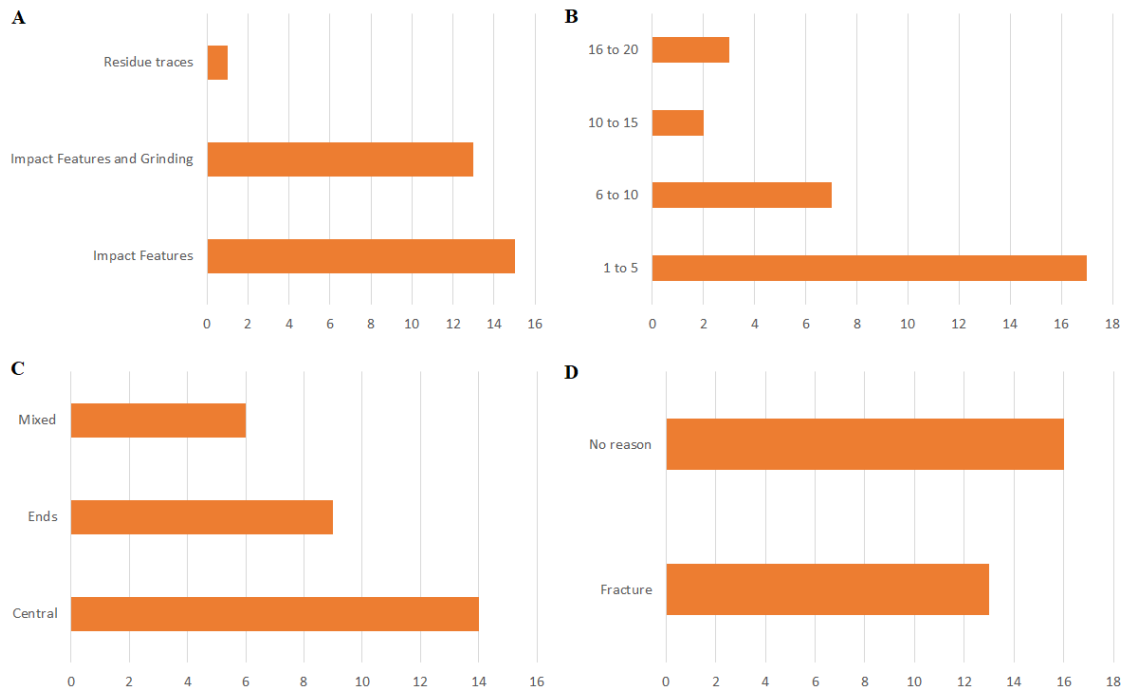 A
Residue traces
Impact Features and Grinding
Impact Features
0 2 4 6 8 10 12 14 16
B
16 to 20
10 to 15
6 to 10
1 to 5
0 2 4 6 8 10 12 14 16 18
C
Mixed
Ends
Central
0 2 4 6 8 10 12 14 16
D
No reason
Fracture
0 2 4 6 8 10 12 14 16 18